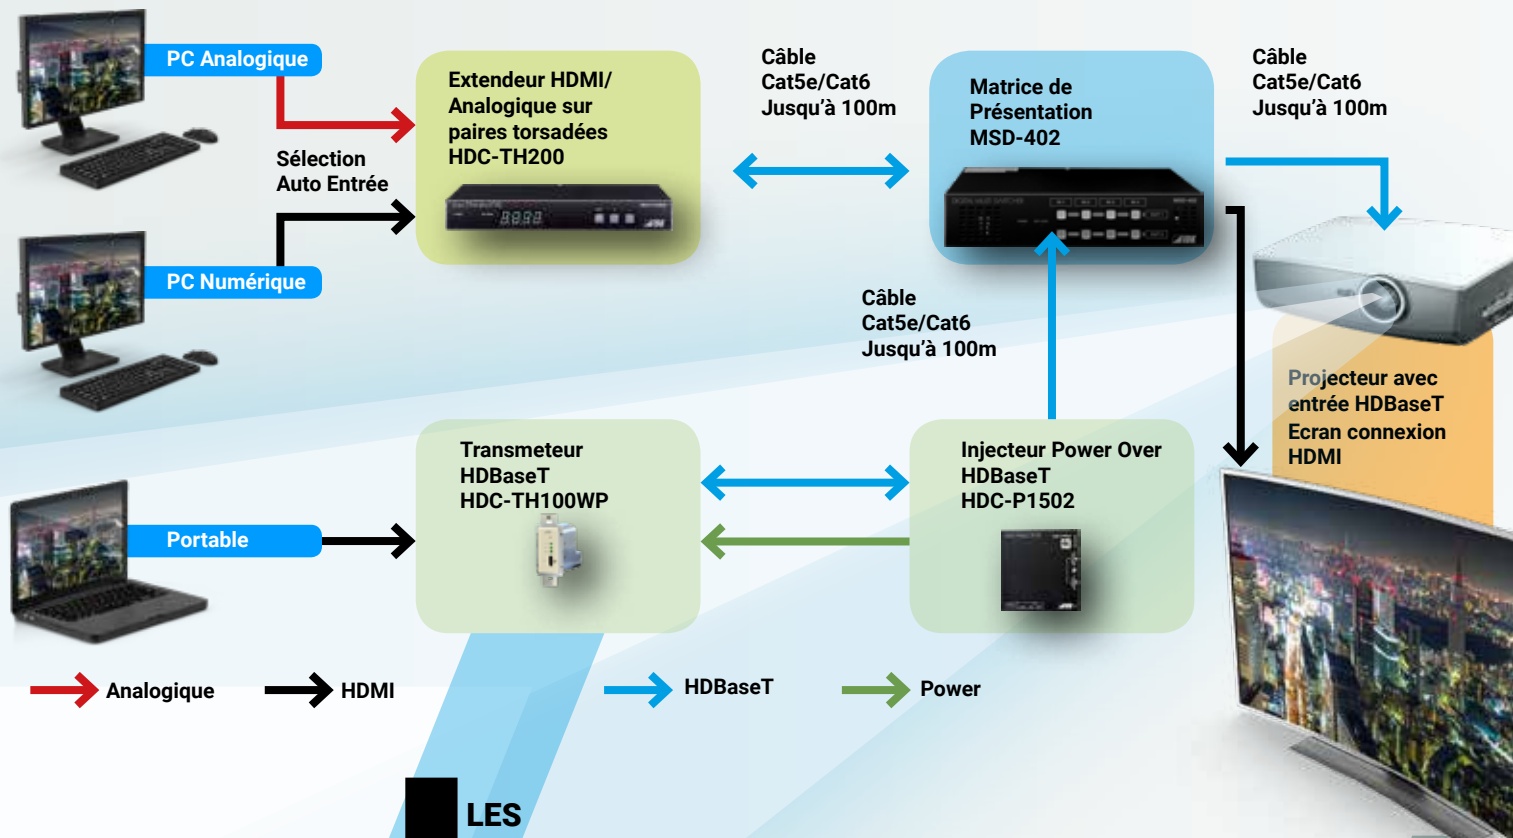 PC Analogique
Extendeur HDMI/
Analogique sur
paires torsadées
HDC-TH200
Câble
Cat5e/Cat6
Jusqu'à 100m
Matrice de
Présentation
MSD-402
Câble
Cat5e/Cat6
Jusqu'à 100m
Sélection
Auto Entrée
PC Numérique
Câble
Cat5e/Cat6
Jusqu'à 100m
Projecteur avec
entrée HDBaseT
Ecran connexion
HDMI
Transmeteur
HDBaseT
HDC-TH100WP
Injecteur Power Over
HDBaseT
HDC-P1502
Portable
Analogique
HDMI
HDBaseT
Power
LES